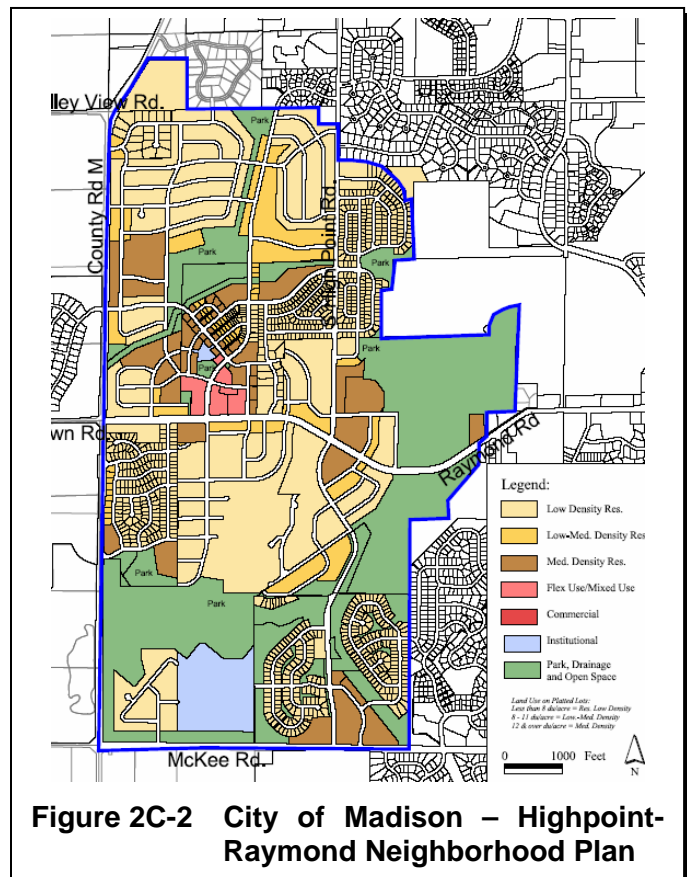 lley View Rd.
Park
County Rd M
S High Point Rd.
Park
Park
Park
Park
wn Rd.
Raymond Rd
Park
Park
McKee Rd.
Legend:
Low Density Res.
Low-Med. Density Res
Med. Density Res.
Flex Use/Mixed Use
Commercial
Institutional
Park, Drainage
and Open Space
Land Use on Platted Lots:
Less than 8 du/acre = Res. Low Density
8 - 11 du/acre = Low.-Med. Density
12 & over du/acre = Med. Density
0 1000 Feet
N
Figure 2C-2 City of Madison – Highpoint-
Raymond Neighborhood Plan